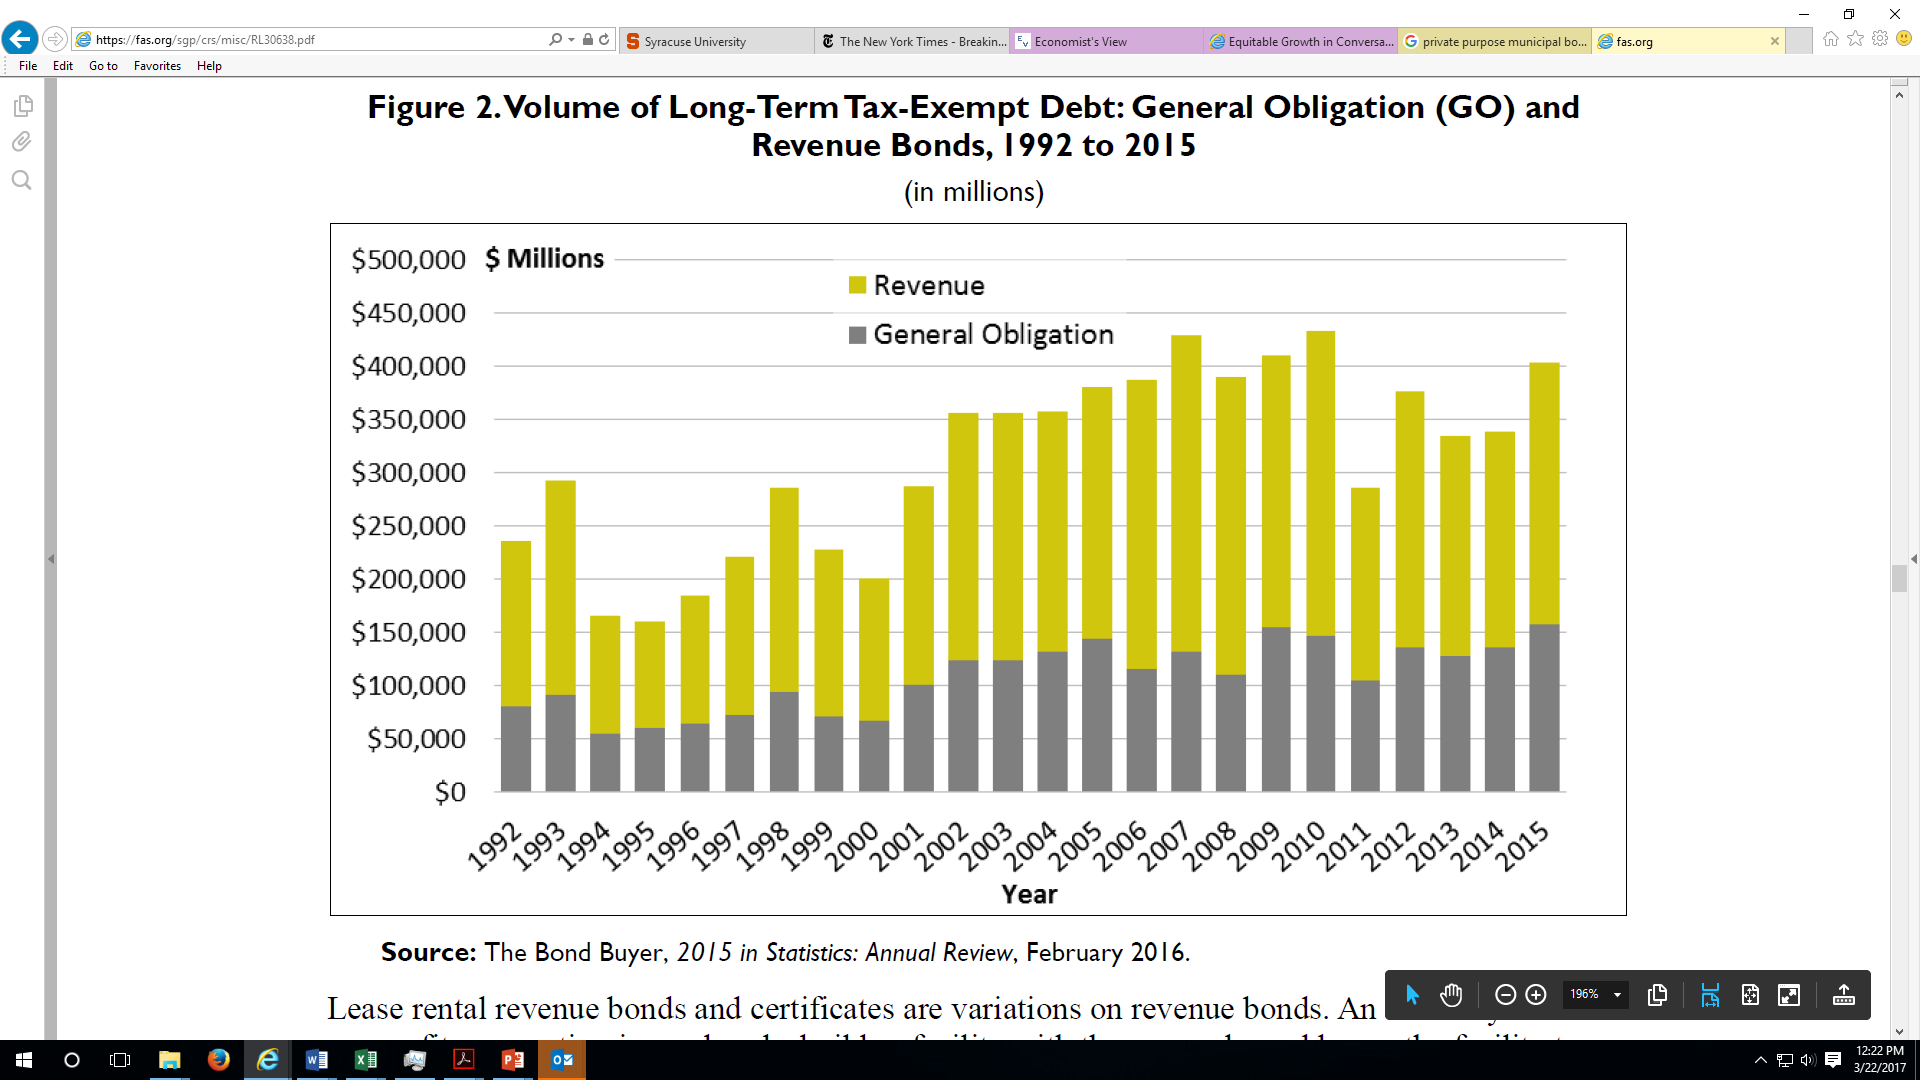 https://fas.org/sgp/crs/misc/RL30638.pdf
Syracuse University
The New York Times - Breakin...
Economist's View
Equitable Growth in Conversa...
private purpose municipal bo...
fas.org
File Edit Go to Favorites Help
Figure 2. Volume of Long-Term Tax-Exempt Debt: General Obligation (GO) and
Revenue Bonds, 1992 to 2015
(in millions)
$ Millions
Revenue
General Obligation
$500,000
$450,000
$400,000
$350,000
$300,000
$250,000
$200,000
$150,000
$100,000
$50,000
$0
1992 1993 1994 1995 1996 1997 1998 1999 2000 2001 2002 2003 2004 2005 2006 2007 2008 2009 2010 2011 2012 2013 2014 2015
Year
Source: The Bond Buyer, 2015 in Statistics: Annual Review, February 2016.
196%
Lease rental revenue bonds and certificates are variations on revenue bonds. An
12:22 PM
3/22/2017